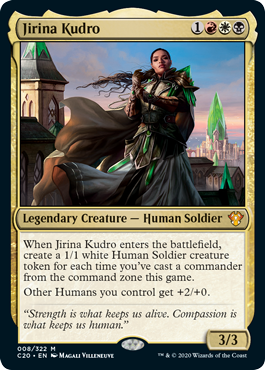 Jirina Kudro 1
Legendary Creature — Human Soldier
When Jirina Kudro enters the battlefield,
create a 1/1 white Human Soldier creature
token for each time you've cast a commander
from the command zone this game.
Other Humans you control get +2/+0.
"Strength is what keeps us alive. Compassion is
what keeps us human."
3/3
008/322 M
C20 • EN Magali Villeneuve
™ & © 2020 Wizards of the Coast